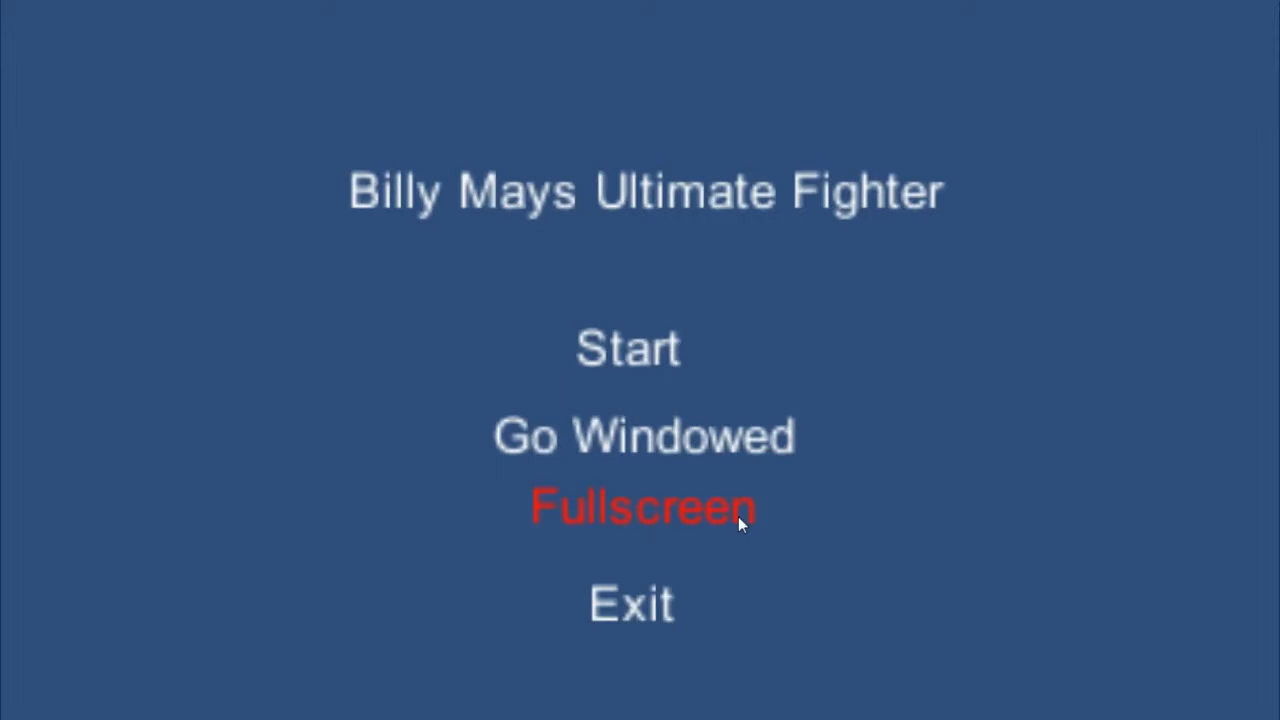 Billy Mays Ultimate Fighter
Start
Go Windowed
Fullscreen
Exit